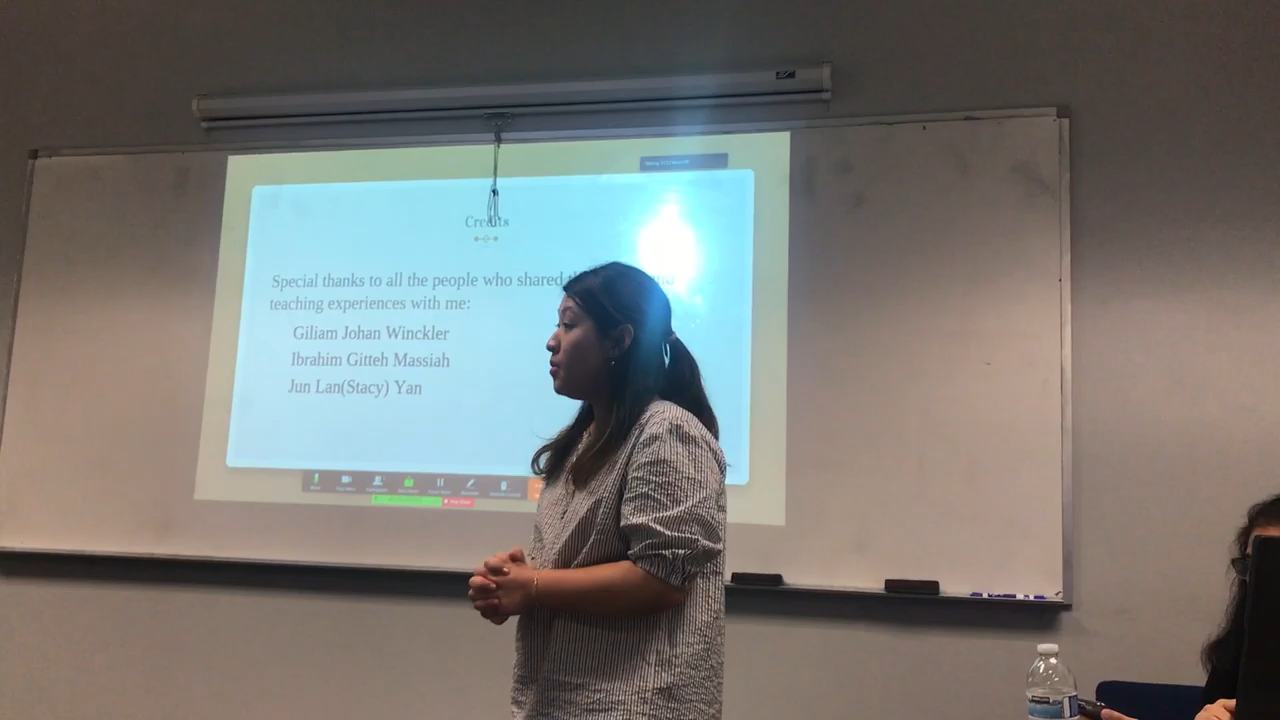 Credits
Special thanks to all the people who shared
teaching experiences with me:
Giliam Johan Winckler
Ibrahim Gitteh Massiah
Jun Lan(Stacy) Yan